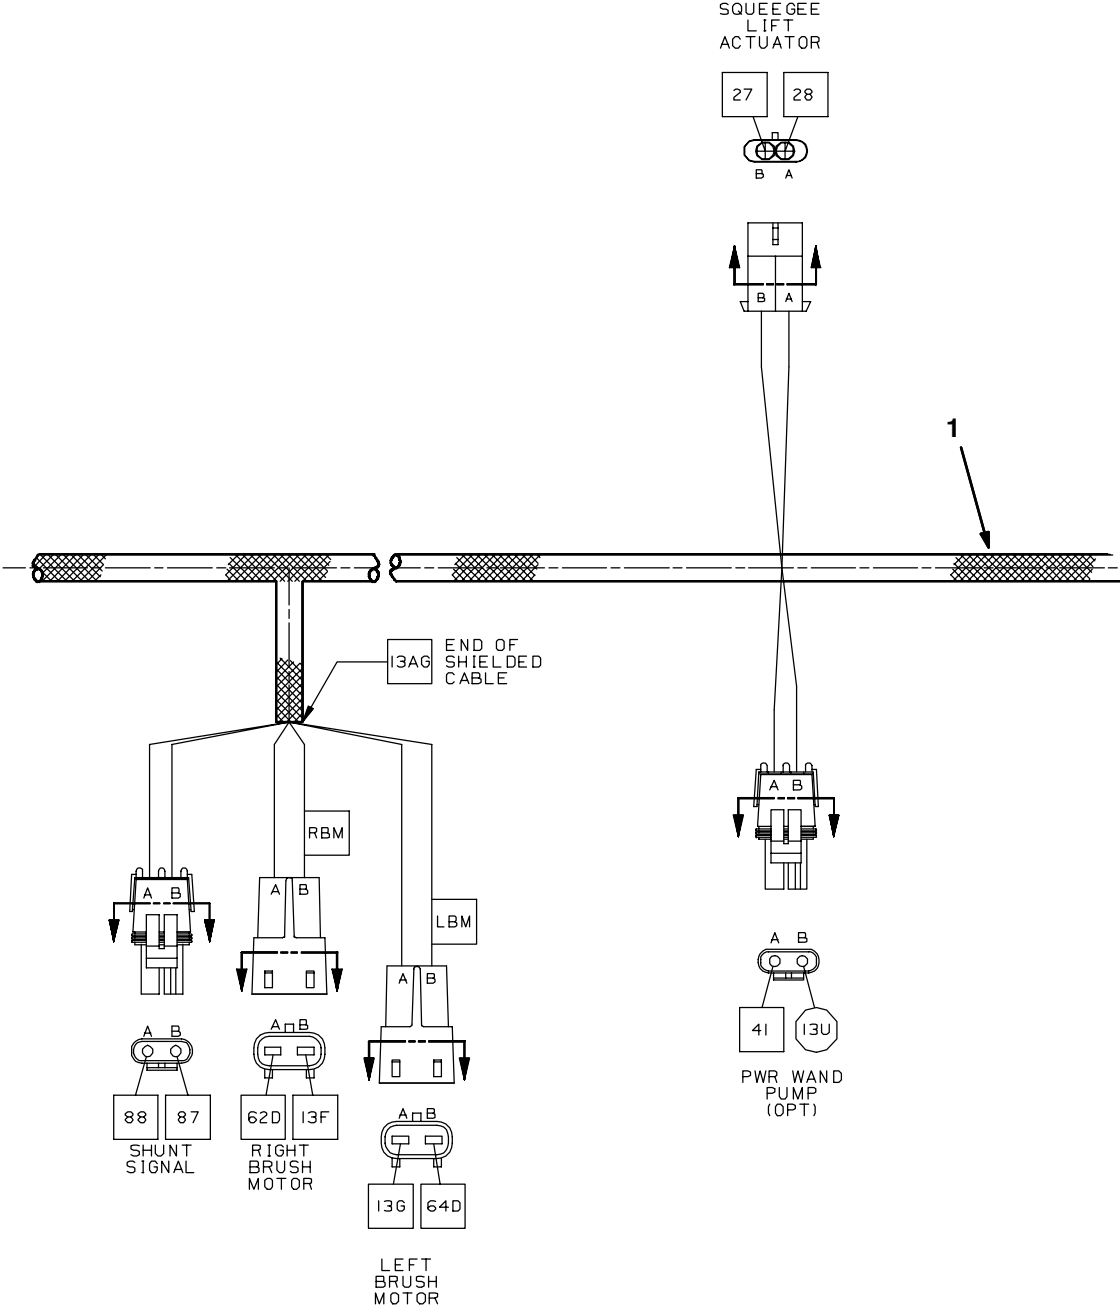 SQUEEGEE
LIFT
ACTUATOR
27 28
B A
B A
1
13AG
END OF
SHIELDED
CABLE
A B
RBM
A B
A B
LBM
A B
A B
41 13U
PWR WAND
PUMP
(OPT)
A B
A B
88 87
62D 13F
SHUNT
SIGNAL
RIGHT
BRUSH
MOTOR
A B
13G 64D
LEFT
BRUSH
MOTOR